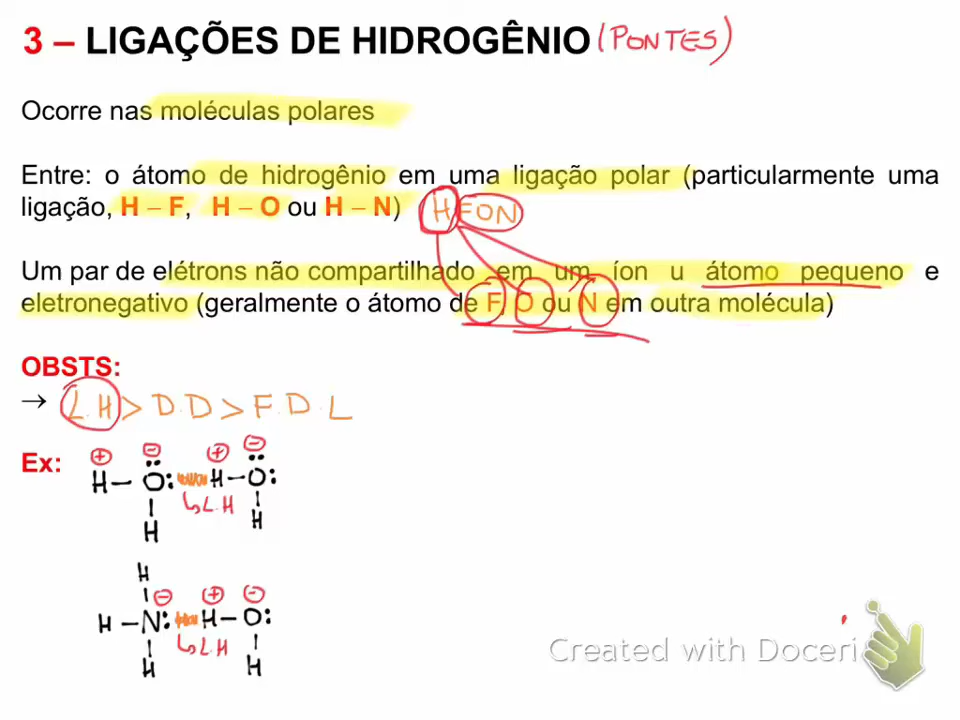 3 – LIGAÇÕES DE HIDROGÊNIO (PONTES)
Ocorre nas moléculas polares
Entre: o átomo de hidrogênio em uma ligação polar (particularmente uma
ligação, H – F, H – O ou H – N) H FON
Um par de elétrons não compartilhado em um íon u átomo pequeno e
eletronegativo (geralmente o átomo de F, O ou N em outra molécula)
OBSTS:
→ L.H > D.D > F.D.L
Ex:
⊕ ⊖ ⊕ ⊖
H – O: H – O:
L.H
H H
H
⊖ ⊕ ⊖
H – N: H – O:
L.H
H H
Created with Doceri